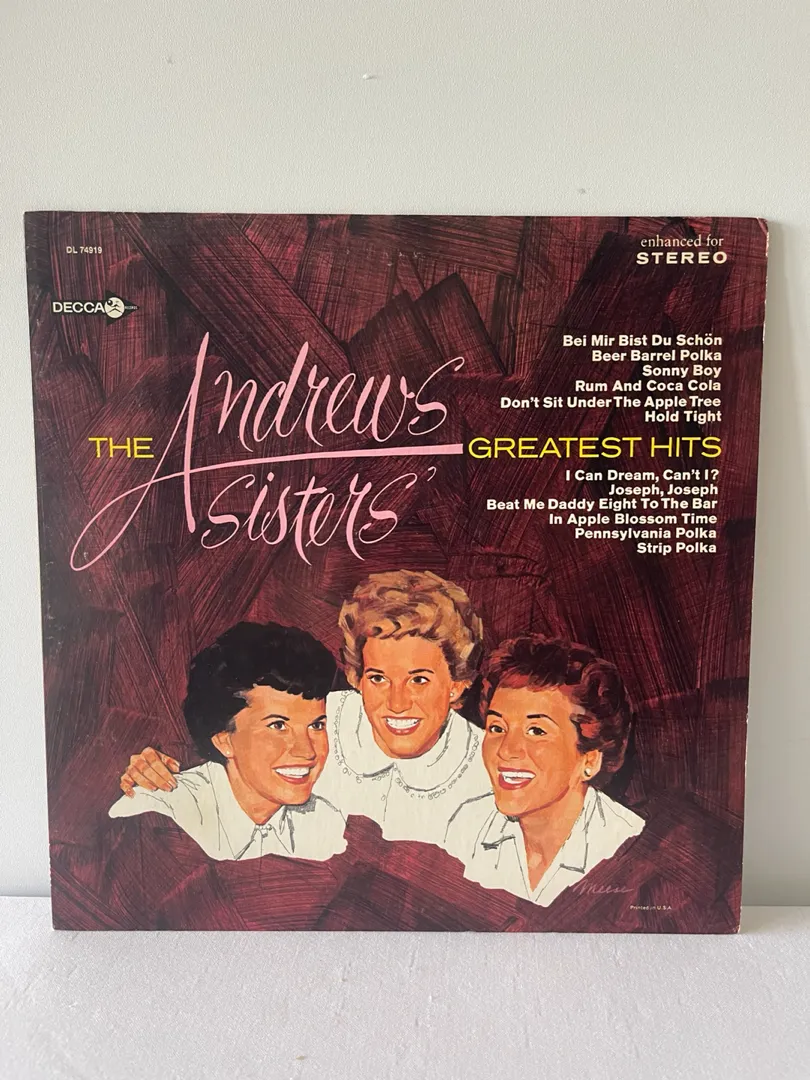 DL 74919
enhanced for
STEREO
DECCA
RECORDS
Bei Mir Bist Du Schön
Beer Barrel Polka
Sonny Boy
Rum And Coca Cola
Don't Sit Under The Apple Tree
Hold Tight
THE Andrews Sisters' GREATEST HITS
I Can Dream, Can't I?
Joseph, Joseph
Beat Me Daddy Eight To The Bar
In Apple Blossom Time
Pennsylvania Polka
Strip Polka
Printed in U.S.A.